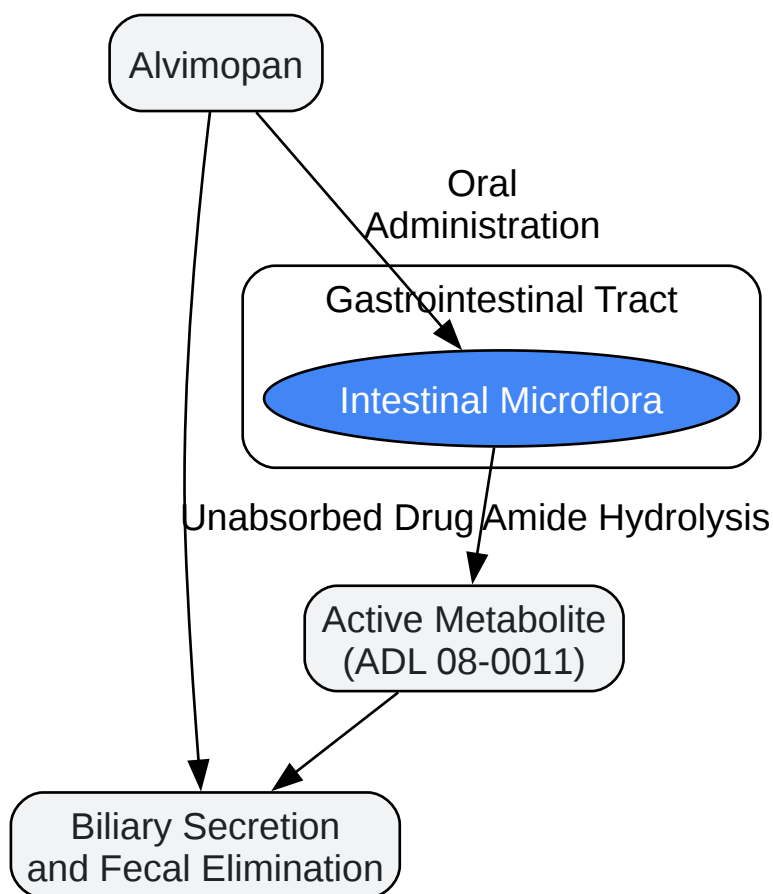 Alvimopan
Oral
Administration
Gastrointestinal Tract
Intestinal Microflora
Unabsorbed Drug
Amide Hydrolysis
Active Metabolite
(ADL 08-0011)
Biliary Secretion
and Fecal Elimination